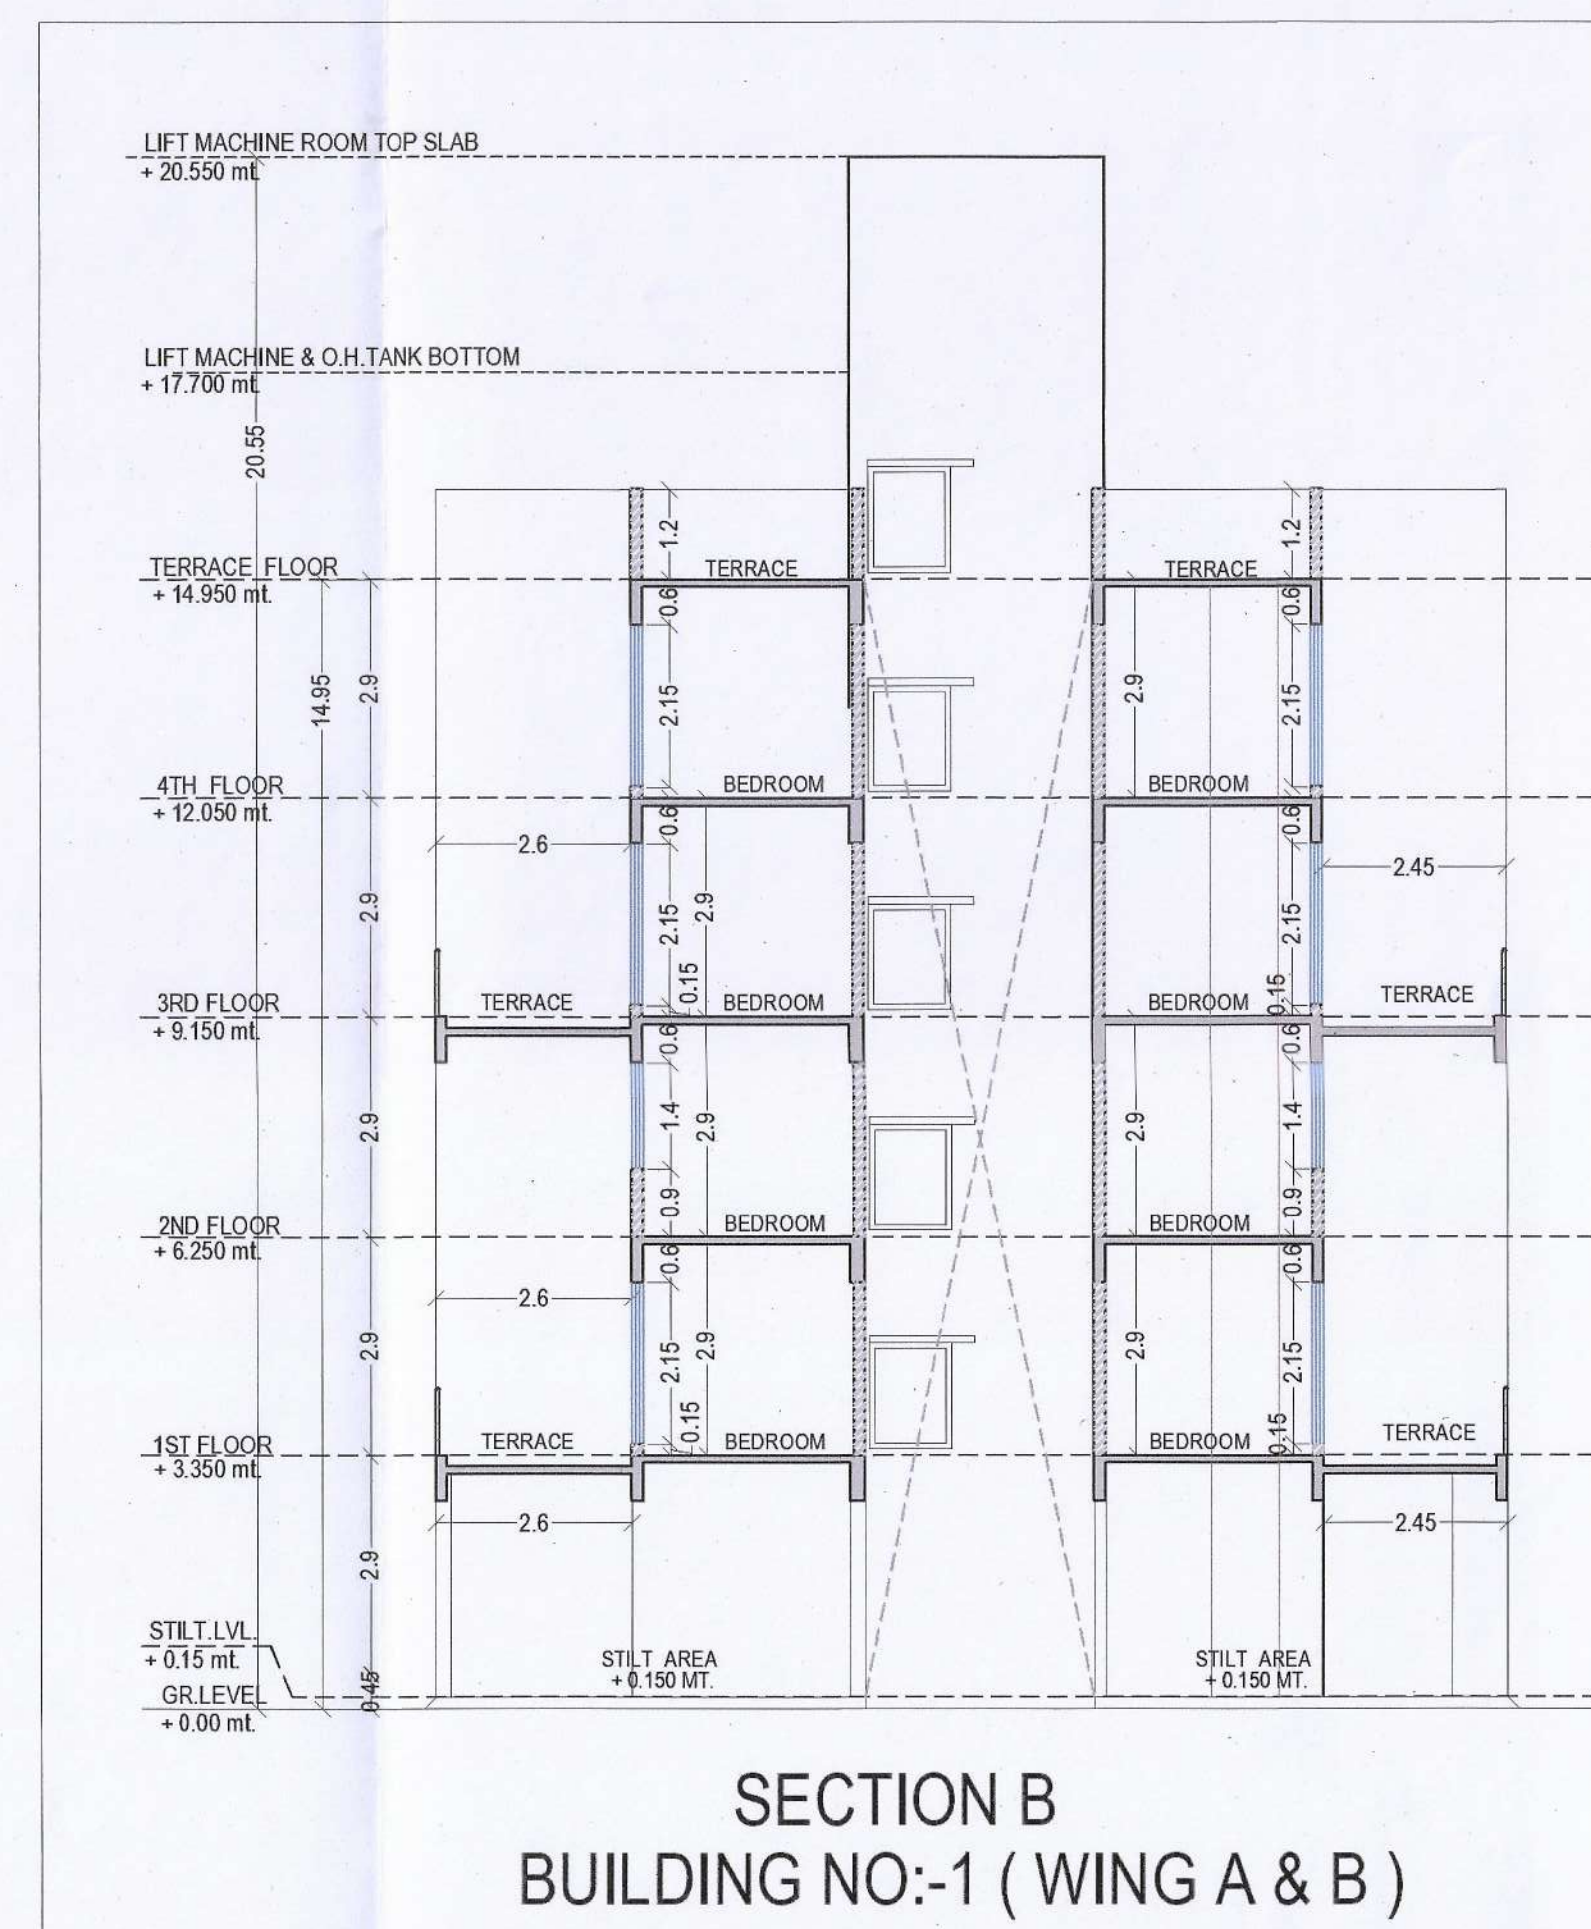 LIFT MACHINE ROOM TOP SLAB
+ 20.550 mt.
LIFT MACHINE & O.H.TANK BOTTOM
+ 17.700 mt.
20.55
1.2
1.2
TERRACE FLOOR
+ 14.950 mt.
TERRACE
TERRACE
0.6
0.6
14.95
2.9
2.15
2.9
2.15
4TH FLOOR
+ 12.050 mt.
BEDROOM
BEDROOM
0.6
0.6
2.6
2.45
2.9
2.15
2.9
2.15
0.15
0.15
3RD FLOOR
+ 9.150 mt.
TERRACE
BEDROOM
BEDROOM
TERRACE
0.6
0.6
2.9
1.4
2.9
2.9
1.4
0.9
0.9
2ND FLOOR
+ 6.250 mt.
BEDROOM
BEDROOM
0.6
0.6
2.6
2.9
2.15
2.9
2.9
2.15
0.15
0.15
1ST FLOOR
+ 3.350 mt.
TERRACE
BEDROOM
BEDROOM
TERRACE
2.6
2.45
2.9
STILT.LVL.
+ 0.15 mt.
STILT AREA
+ 0.150 MT.
STILT AREA
+ 0.150 MT.
0.45
GR.LEVEL
+ 0.00 mt.
SECTION B
BUILDING NO:-1 ( WING A & B )